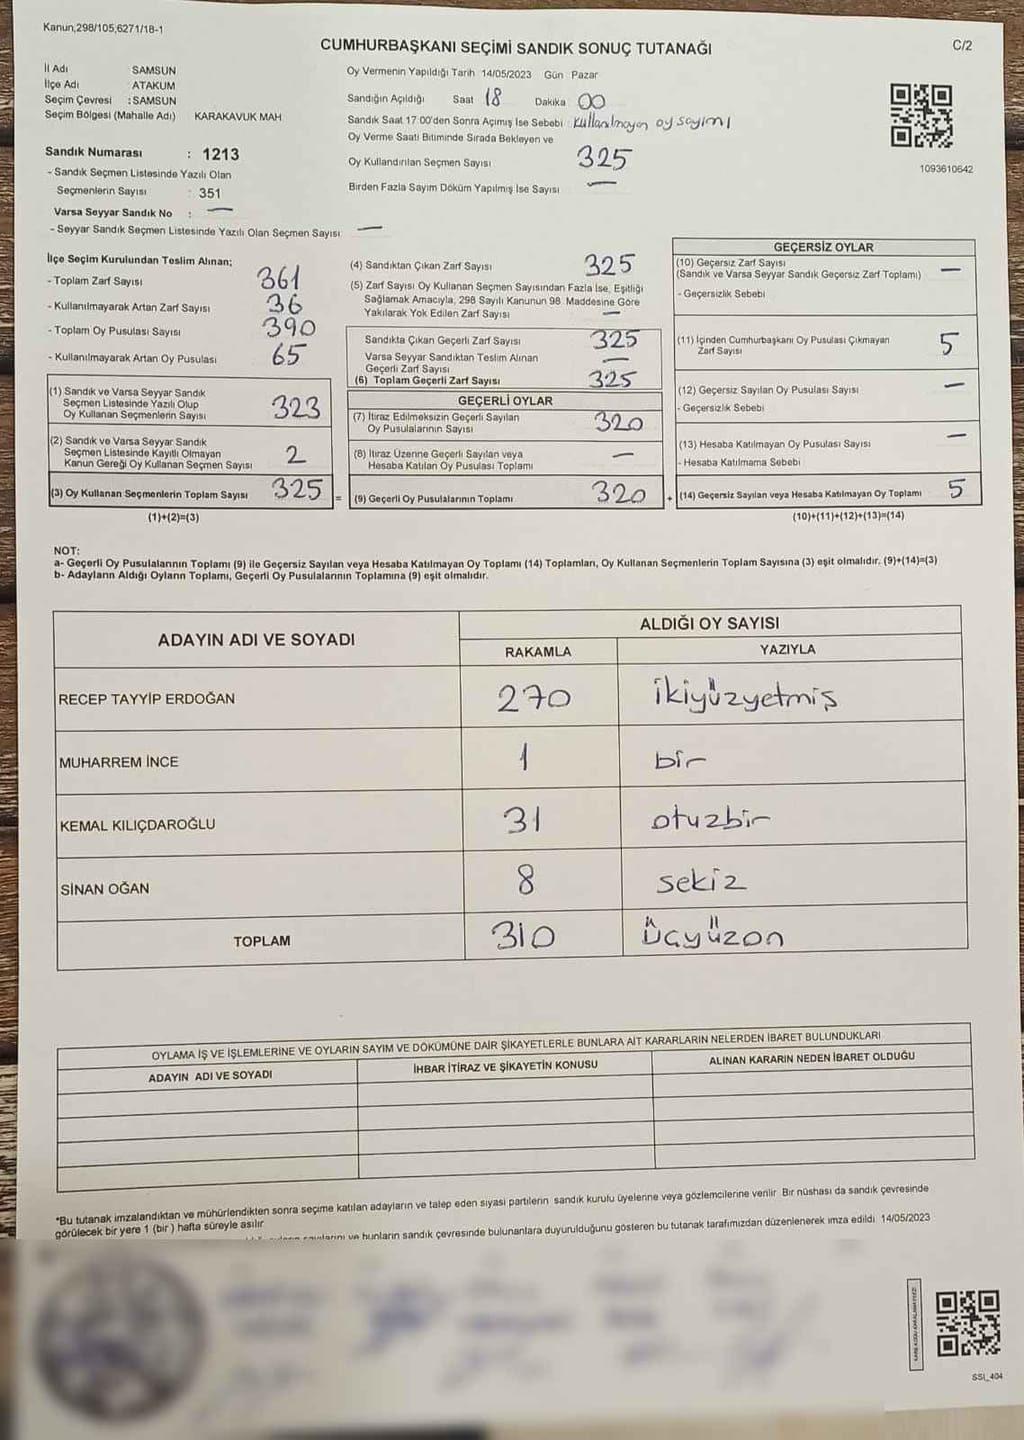 Kanun,298/105,6271/18-1
CUMHURBAŞKANI SEÇİMİ SANDIK SONUÇ TUTANAĞI
C/2
İl Adı SAMSUN
İlçe Adı ATAKUM
Seçim Çevresi : SAMSUN
Seçim Bölgesi (Mahalle Adı) KARAKAVUK MAH
Sandık Numarası : 1213
- Sandık Seçmen Listesinde Yazılı Olan
Seçmenlerin Sayısı : 351
Varsa Seyyar Sandık No : —
- Seyyar Sandık Seçmen Listesinde Yazılı Olan Seçmen Sayısı —
Oy Vermenin Yapıldığı Tarih 14/05/2023 Gün Pazar
Sandığın Açıldığı Saat 18 Dakika 00
Sandık Saat 17:00'den Sonra Açımış İse Sebebi : kullanılmayan oy sayımı
Oy Verme Saati Bitiminde Sırada Bekleyen ve
Oy Kullandırılan Seçmen Sayısı 325
Birden Fazla Sayım Döküm Yapılmış İse Sayısı —
1093610642
İlçe Seçim Kurulundan Teslim Alınan;
- Toplam Zarf Sayısı 361
- Kullanılmayarak Artan Zarf Sayısı 36
- Toplam Oy Pusulası Sayısı 390
- Kullanılmayarak Artan Oy Pusulası 65
(1) Sandık ve Varsa Seyyar Sandık
Seçmen Listesinde Yazılı Olup
Oy Kullanan Seçmenlerin Sayısı 323
(2) Sandık ve Varsa Seyyar Sandık
Seçmen Listesinde Kayıtlı Olmayan
Kanun Gereği Oy Kullanan Seçmen Sayısı 2
(3) Oy Kullanan Seçmenlerin Toplam Sayısı 325 =
(1)+(2)=(3)
(4) Sandıktan Çıkan Zarf Sayısı 325
(5) Zarf Sayısı Oy Kullanan Seçmen Sayısından Fazla İse, Eşitliği
Sağlamak Amacıyla, 298 Sayılı Kanunun 98. Maddesine Göre
Yakılarak Yok Edilen Zarf Sayısı —
Sandıkta Çıkan Geçerli Zarf Sayısı 325
Varsa Seyyar Sandıktan Teslim Alınan
Geçerli Zarf Sayısı —
(6) Toplam Geçerli Zarf Sayısı 325
GEÇERLİ OYLAR
(7) İtiraz Edilmeksizin Geçerli Sayılan
Oy Pusulalarının Sayısı 320
(8) İtiraz Üzerine Geçerli Sayılan veya
Hesaba Katılan Oy Pusulası Toplamı —
(9) Geçerli Oy Pusulalarının Toplamı 320 +
GEÇERSİZ OYLAR
(10) Geçersiz Zarf Sayısı
(Sandık ve Varsa Seyyar Sandık Geçersiz Zarf Toplamı) —
- Geçersizlik Sebebi
(11) İçinden Cumhurbaşkanı Oy Pusulası Çıkmayan
Zarf Sayısı 5
(12) Geçersiz Sayılan Oy Pusulası Sayısı —
- Geçersizlik Sebebi
(13) Hesaba Katılmayan Oy Pusulası Sayısı —
- Hesaba Katılmama Sebebi
(14) Geçersiz Sayılan veya Hesaba Katılmayan Oy Toplamı 5
(10)+(11)+(12)+(13)=(14)
NOT:
a- Geçerli Oy Pusulalarının Toplamı (9) ile Geçersiz Sayılan veya Hesaba Katılmayan Oy Toplamı (14) Toplamları, Oy Kullanan Seçmenlerin Toplam Sayısına (3) eşit olmalıdır. (9)+(14)=(3)
b- Adayların Aldığı Oyların Toplamı, Geçerli Oy Pusulalarının Toplamına (9) eşit olmalıdır.
ADAYIN ADI VE SOYADI
ALDIĞI OY SAYISI
RAKAMLA YAZIYLA
RECEP TAYYİP ERDOĞAN 270 ikiyüzyetmiş
MUHARREM İNCE 1 bir
KEMAL KILIÇDAROĞLU 31 otuzbir
SİNAN OĞAN 8 sekiz
TOPLAM 310 Üçyüzon
OYLAMA İŞ VE İŞLEMLERİNE VE OYLARIN SAYIM VE DÖKÜMÜNE DAİR ŞİKAYETLERLE BUNLARA AİT KARARLARIN NELERDEN İBARET BULUNDUKLARI
ADAYIN ADI VE SOYADI İHBAR İTİRAZ VE ŞİKAYETİN KONUSU ALINAN KARARIN NEDEN İBARET OLDUĞU
*Bu tutanak imzalandıktan ve mühürlendikten sonra seçime katılan adayların ve talep eden siyasi partilerin sandık kurulu üyelerine veya gözlemcilerine verilir. Bir nüshası da sandık çevresinde
görülecek bir yere 1 (bir) hafta süreyle asılır.
ve bunların sandık çevresinde bulunanlara duyurulduğunu gösteren bu tutanak tarafımızdan düzenlenerek imza edildi 14/05/2023
SSI_404